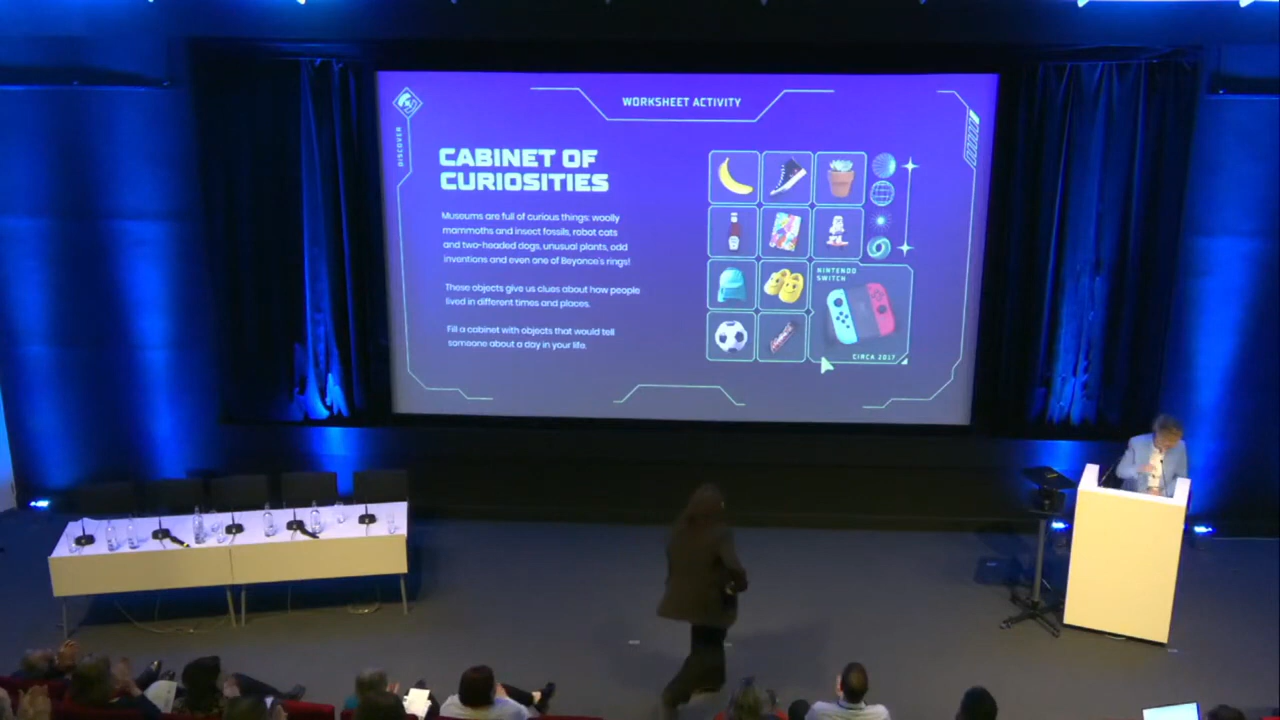 WORKSHEET ACTIVITY
DISCOVER
CABINET OF
CURIOSITIES
Museums are full of curious things: woolly
mammoths and insect fossils, robot cats
and two-headed dogs, unusual plants, odd
inventions and even one of Beyonce's rings!
These objects give us clues about how people
lived in different times and places.
Fill a cabinet with objects that would tell
someone about a day in your life.
NINTENDO
SWITCH
CIRCA 2017